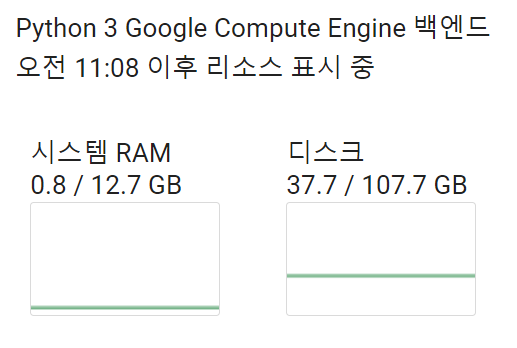 Python 3 Google Compute Engine 백엔드
오전 11:08 이후 리소스 표시 중
시스템 RAM
0.8 / 12.7 GB
디스크
37.7 / 107.7 GB